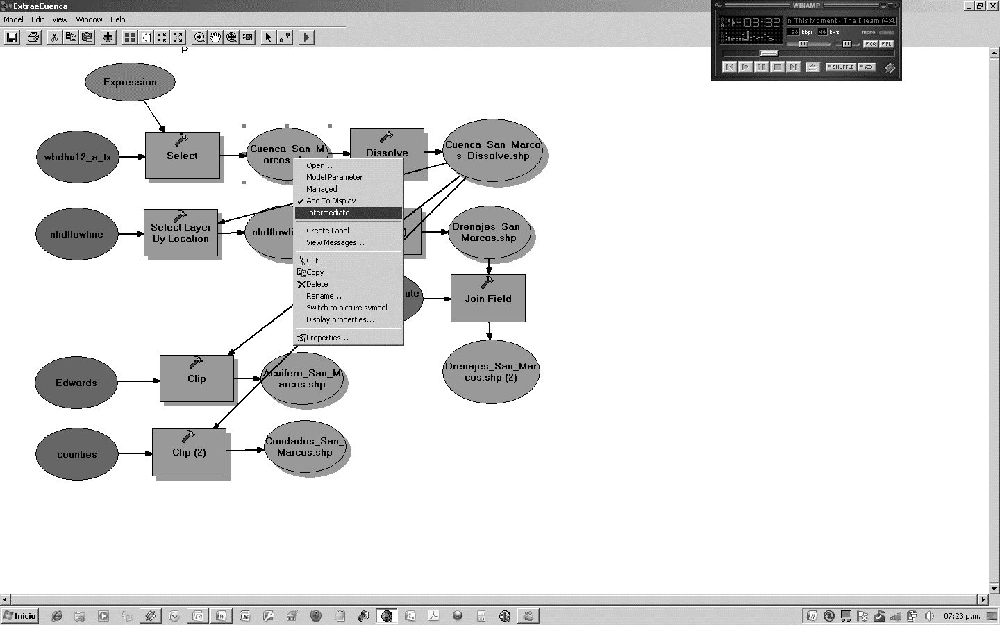 ExtraeCuenca
Model Edit View Window Help
WINAMP
03:32
n This Moment - The Dream (4:4
128 kbps 44 kHz mono stereo
EQ PL
SHUFFLE
Expression
wbdhu12_a_tx
Select
Cuenca_San_M
arcos.
Dissolve
Cuenca_San_Marco
s_Dissolve.shp
nhdflowline
Select Layer
By Location
nhdflowli
)
Drenajes_San_
Marcos.shp
Open...
Model Parameter
Managed
Add To Display
Intermediate
Create Label
View Messages...
Cut
Copy
Delete
Rename...
Switch to picture symbol
Display properties...
Properties...
ute
Join Field
Drenajes_San_Mar
cos.shp (2)
Edwards
Clip
Acuifero_San_M
arcos.shp
counties
Clip (2)
Condados_San_
Marcos.shp
Inicio
07:23 p.m.